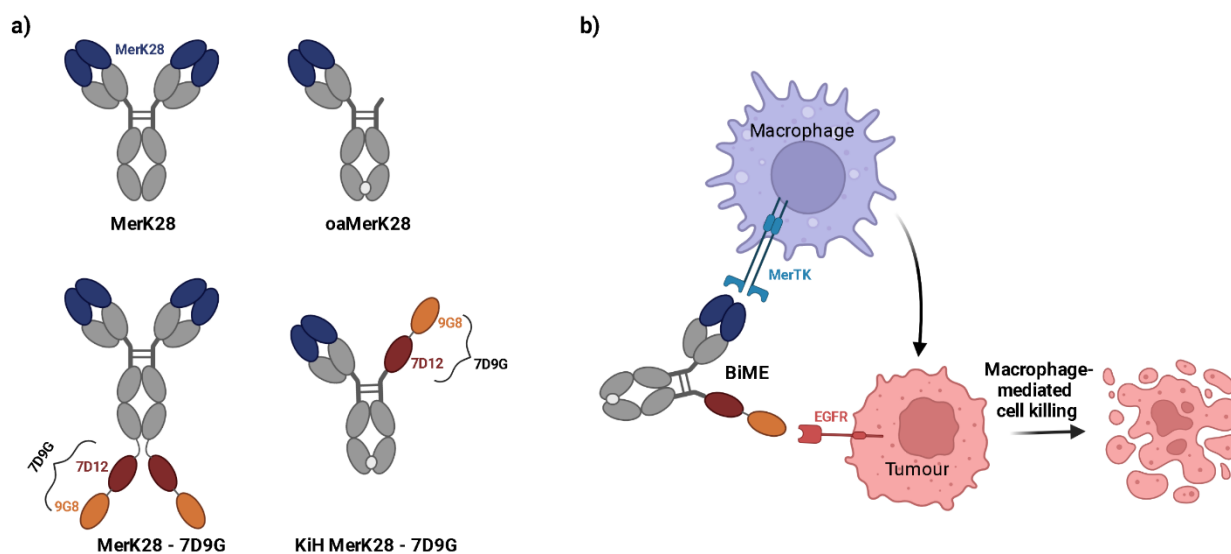 a)
MerK28
MerK28
oaMerK28
7D9G
7D12
9G8
MerK28 - 7D9G
9G8
7D12
7D9G
KiH MerK28 - 7D9G
b)
Macrophage
MerTK
BiME
EGFR
Tumour
Macrophage-
mediated
cell killing